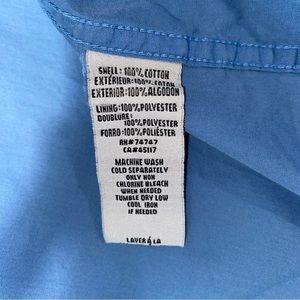 SHELL: 100% COTTON
EXTÉRIEUR: 100% COTON
EXTERIOR: 100% ALGODON
LINING: 100% POLYESTER
DOUBLURE:
100% POLYESTER
FORRO: 100% POLIÉSTER
RN# 74747
CA# 45117
MACHINE WASH
COLD SEPARATELY
ONLY NON
CHLORINE BLEACH
WHEN NEEDED
TUMBLE DRY LOW
COOL IRON
IF NEEDED
LAVER À LA